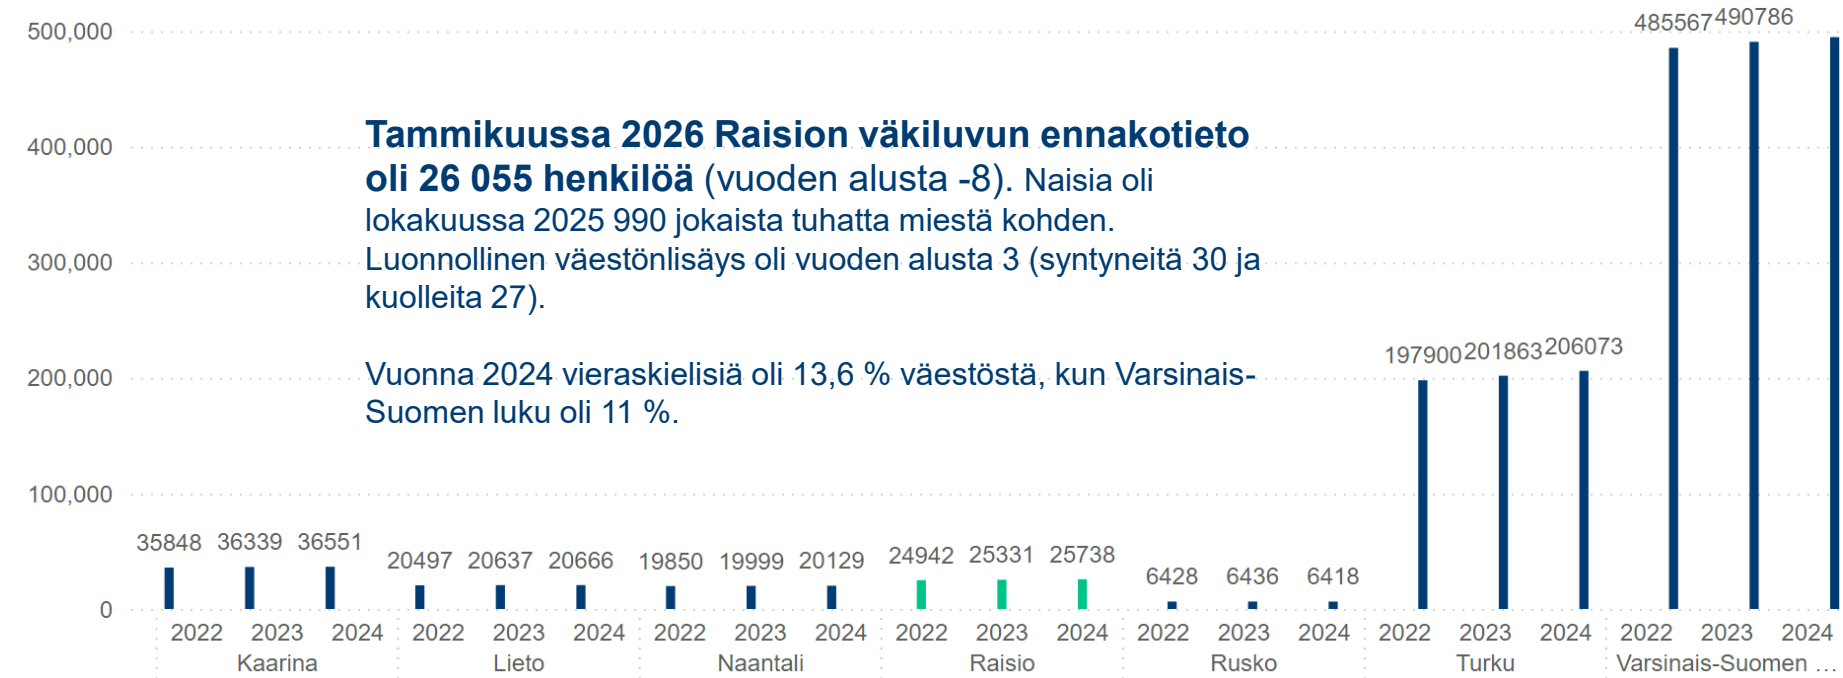 485567 490786
500,000
Tammikuussa 2026 Raision väkiluvun ennakotieto
400,000
oli 26 055 henkilöä (vuoden alusta -8). Naisia oli
lokakuussa 2025 990 jokaista tuhatta miestä kohden.
300,000
Luonnollinen väestönlisäys oli vuoden alusta 3 (syntyneitä 30 ja
kuolleita 27).
197900 201863 206073
200,000
Vuonna 2024 vieraskielisiä oli 13,6 % väestöstä, kun Varsinais-
Suomen luku oli 11 %.
100,000
35848 36339 36551 20497 20637 20666 19850 19999 20129 24942 25331 25738 6428 6436 6418
0
2022 2023 2024 2022 2023 2024 2022 2023 2024 2022 2023 2024 2022 2023 2024 2022 2023 2024 2022 2023 2024
Kaarina Lieto Naantali Raisio Rusko Turku Varsinais-Suomen ...